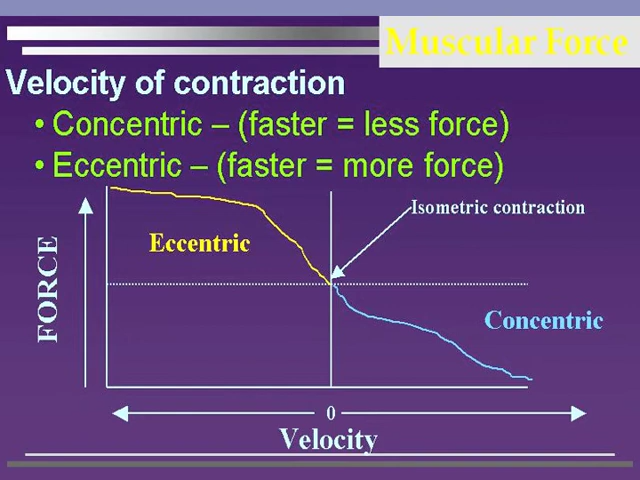 Muscular Force
Velocity of contraction
• Concentric – (faster = less force)
• Eccentric – (faster = more force)
Isometric contraction
Eccentric
FORCE
Concentric
0
Velocity